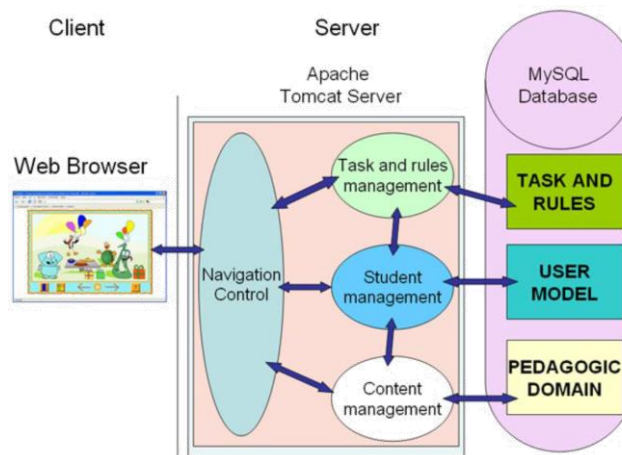 Client
Server
Apache
Tomcat Server
MySQL
Database
Web Browser
Navigation
Control
Task and rules
management
Student
management
Content
management
TASK AND
RULES
USER
MODEL
PEDAGOGIC
DOMAIN